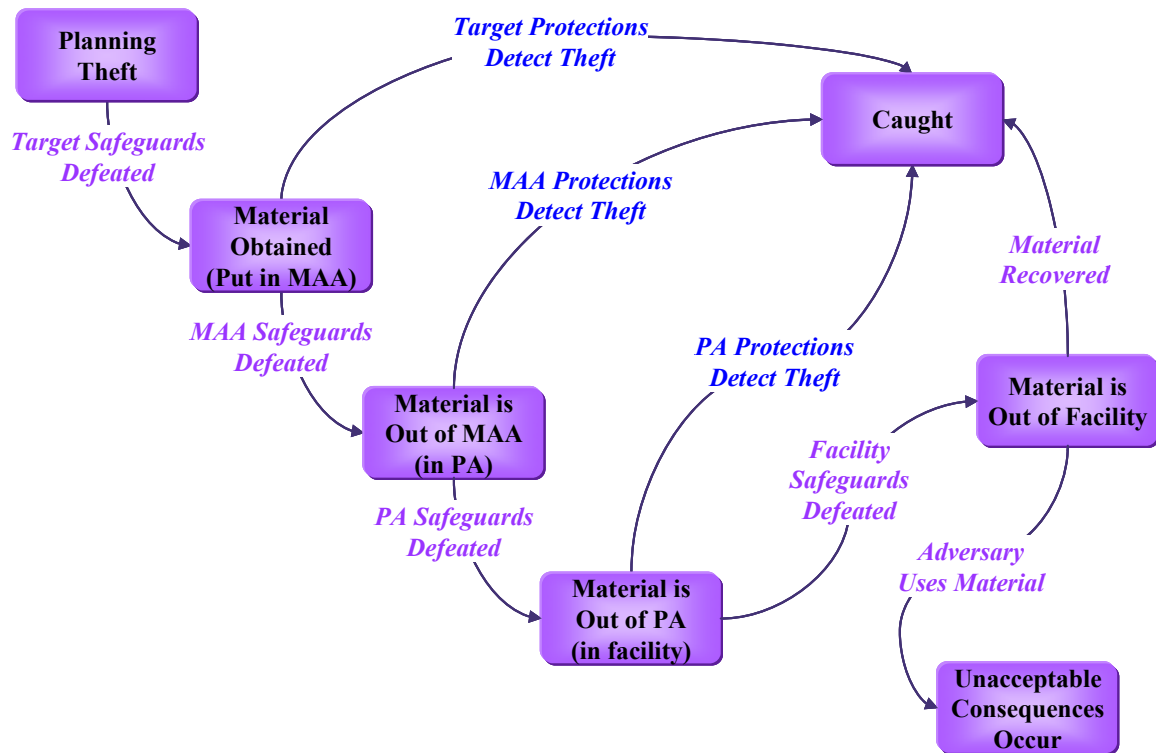 Planning
Theft
Target Protections
Detect Theft
Caught
Target Safeguards
Defeated
MAA Protections
Detect Theft
Material
Obtained
(Put in MAA)
Material
Recovered
MAA Safeguards
Defeated
PA Protections
Detect Theft
Material is
Out of MAA
(in PA)
Material is
Out of Facility
Facility
Safeguards
Defeated
PA Safeguards
Defeated
Adversary
Uses Material
Material is
Out of PA
(in facility)
Unacceptable
Consequences
Occur